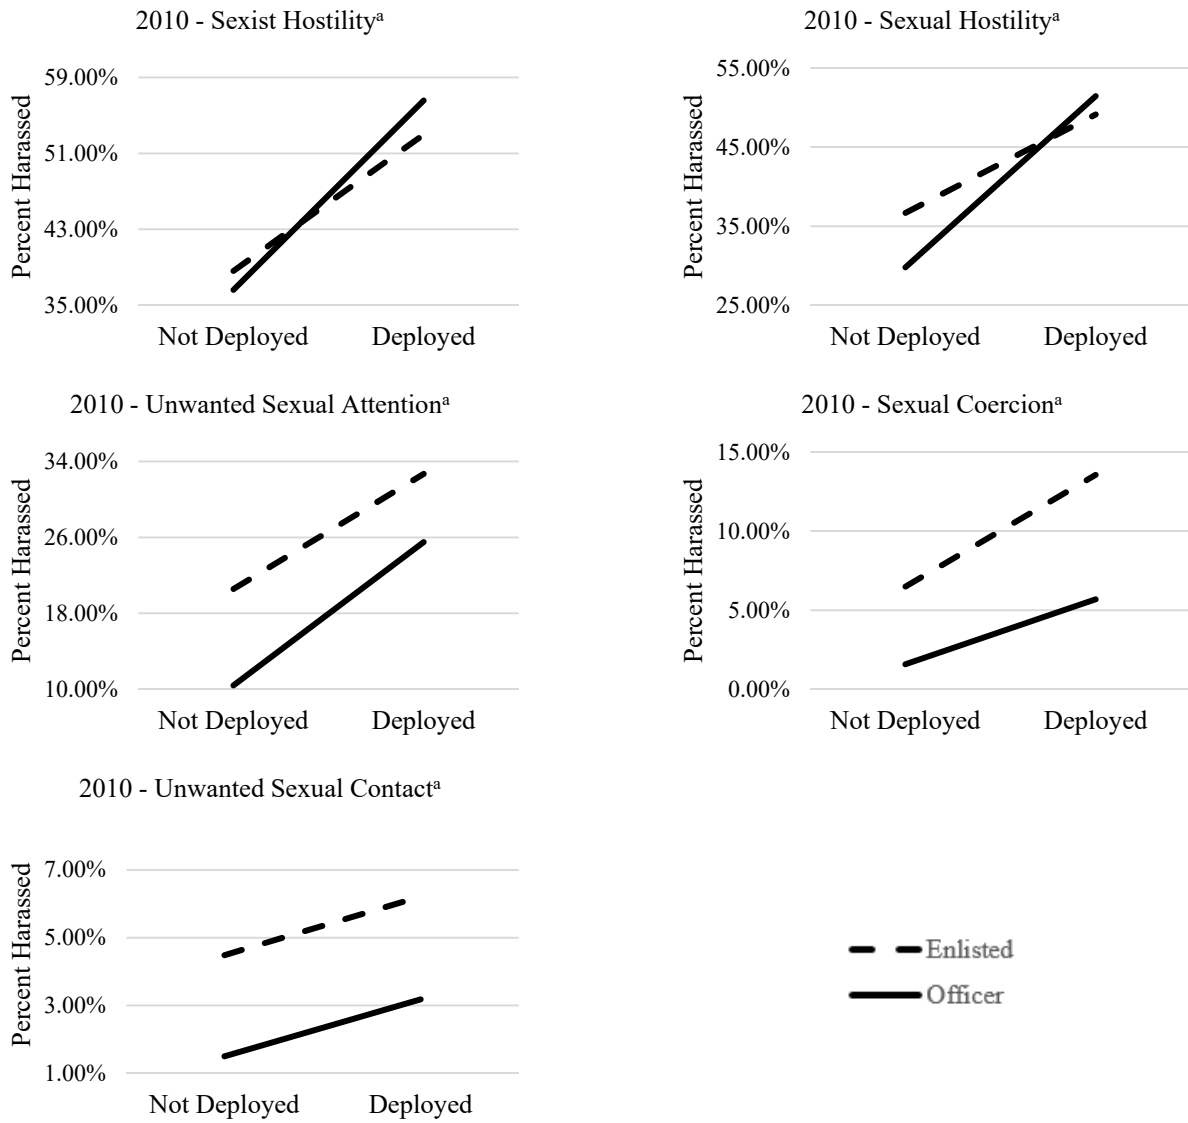 2010 - Sexist Hostilityᵃ
Percent Harassed
59.00%
51.00%
43.00%
35.00%
Not Deployed
Deployed
2010 - Sexual Hostilityᵃ
Percent Harassed
55.00%
45.00%
35.00%
25.00%
Not Deployed
Deployed
2010 - Unwanted Sexual Attentionᵃ
Percent Harassed
34.00%
26.00%
18.00%
10.00%
Not Deployed
Deployed
2010 - Sexual Coercionᵃ
Percent Harassed
15.00%
10.00%
5.00%
0.00%
Not Deployed
Deployed
2010 - Unwanted Sexual Contactᵃ
Percent Harassed
7.00%
5.00%
3.00%
1.00%
Not Deployed
Deployed
Enlisted
Officer